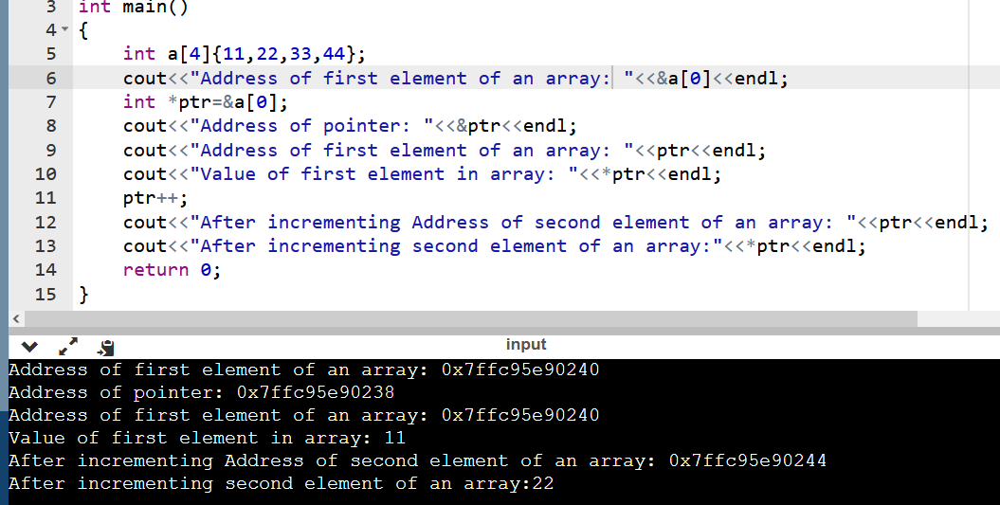 3 int main()
4 {
5 int a[4]{11,22,33,44};
6 cout<<"Address of first element of an array: "<<&a[0]<<endl;
7 int *ptr=&a[0];
8 cout<<"Address of pointer: "<<&ptr<<endl;
9 cout<<"Address of first element of an array: "<<ptr<<endl;
10 cout<<"Value of first element in array: "<<*ptr<<endl;
11 ptr++;
12 cout<<"After incrementing Address of second element of an array: "<<ptr<<endl;
13 cout<<"After incrementing second element of an array:"<<*ptr<<endl;
14 return 0;
15 }
input
Address of first element of an array: 0x7ffc95e90240
Address of pointer: 0x7ffc95e90238
Address of first element of an array: 0x7ffc95e90240
Value of first element in array: 11
After incrementing Address of second element of an array: 0x7ffc95e90244
After incrementing second element of an array:22